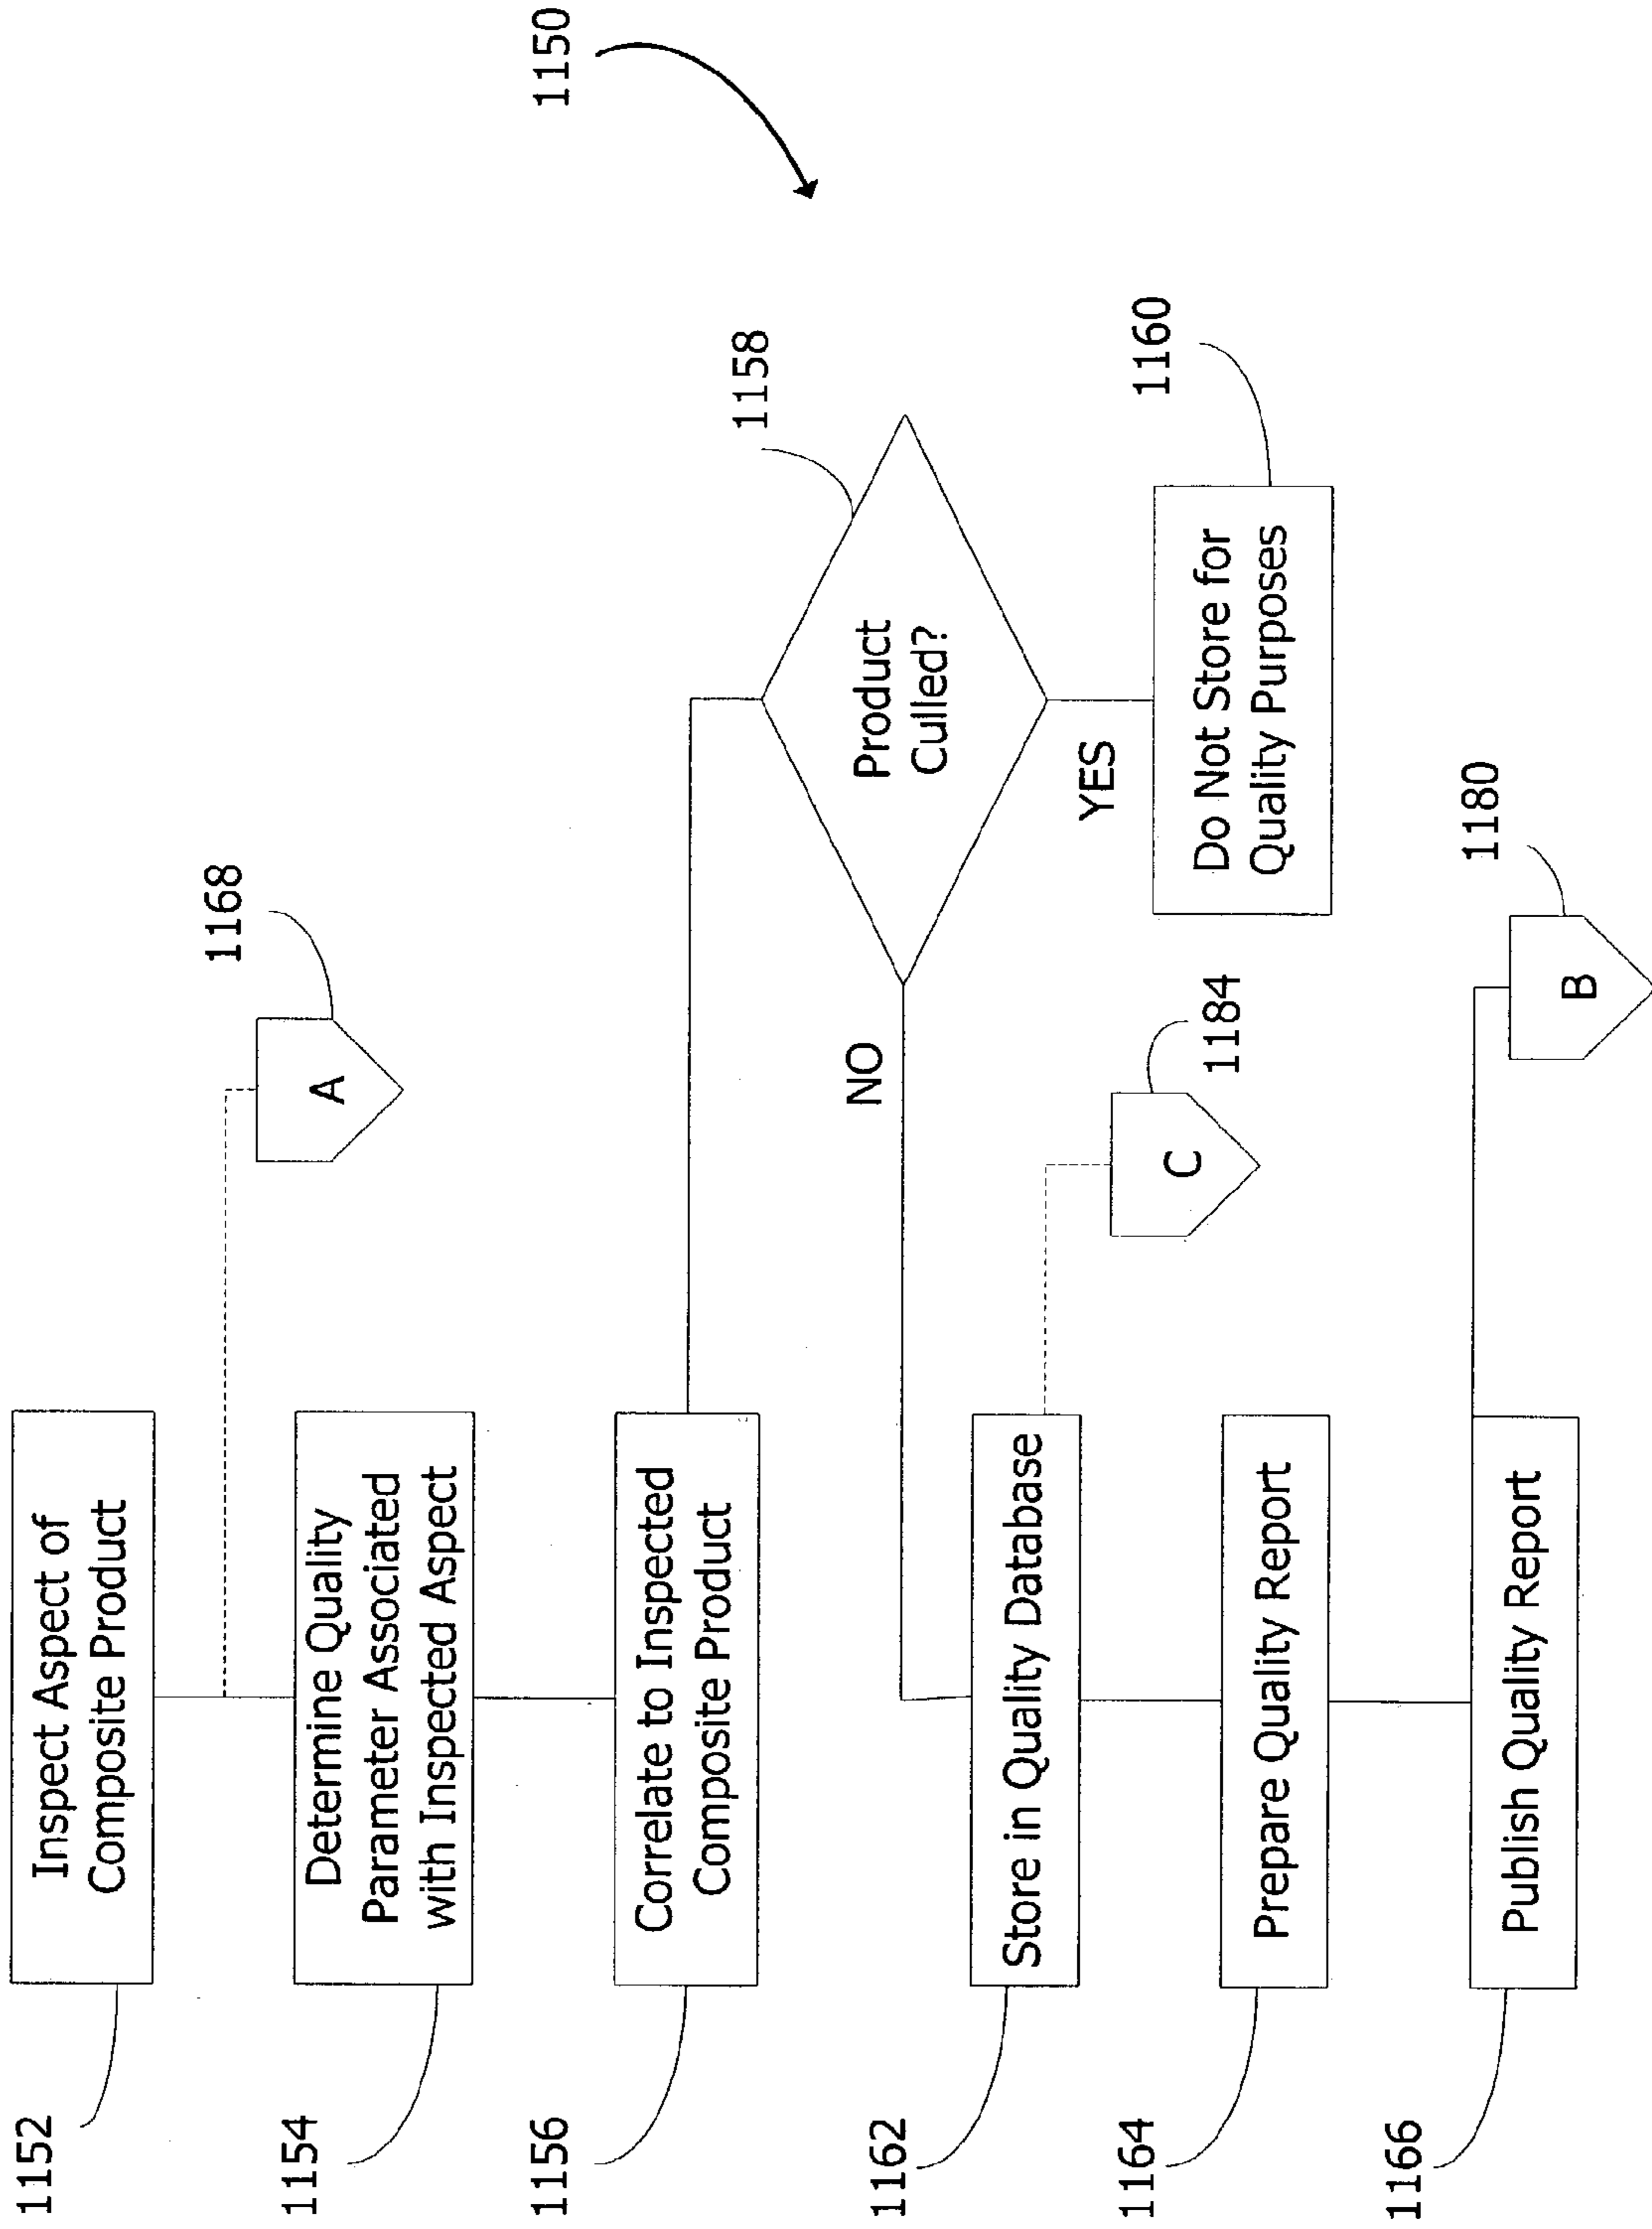 1150
1152
Inspect Aspect of
Composite Product
1168
A
1154
Determine Quality
Parameter Associated
with Inspected Aspect
1156
Correlate to Inspected
Composite Product
1158
Product
Culled?
NO
YES
1160
Do Not Store for
Quality Purposes
1162
Store in Quality Database
C
1184
1164
Prepare Quality Report
1166
Publish Quality Report
1180
B